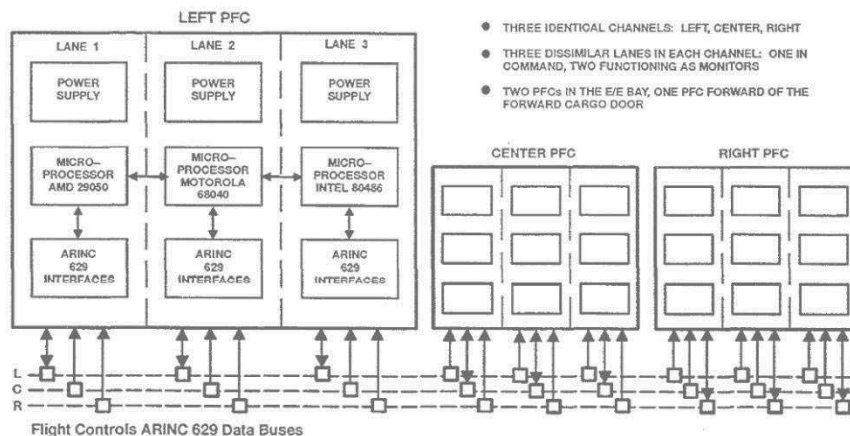 LEFT PFC
LANE 1
LANE 2
LANE 3
POWER
SUPPLY
POWER
SUPPLY
POWER
SUPPLY
MICRO–
PROCESSOR
AMD 29050
MICRO–
PROCESSOR
MOTOROLA
68040
MICRO–
PROCESSOR
INTEL 80486
ARINC
629
INTERFACES
ARINC
629
INTERFACES
ARINC
629
INTERFACES
● THREE IDENTICAL CHANNELS: LEFT, CENTER, RIGHT
● THREE DISSIMILAR LANES IN EACH CHANNEL: ONE IN
COMMAND, TWO FUNCTIONING AS MONITORS
● TWO PFCs IN THE E/E BAY, ONE PFC FORWARD OF THE
FORWARD CARGO DOOR
CENTER PFC
RIGHT PFC
L
C
R
Flight Controls ARINC 629 Data Buses